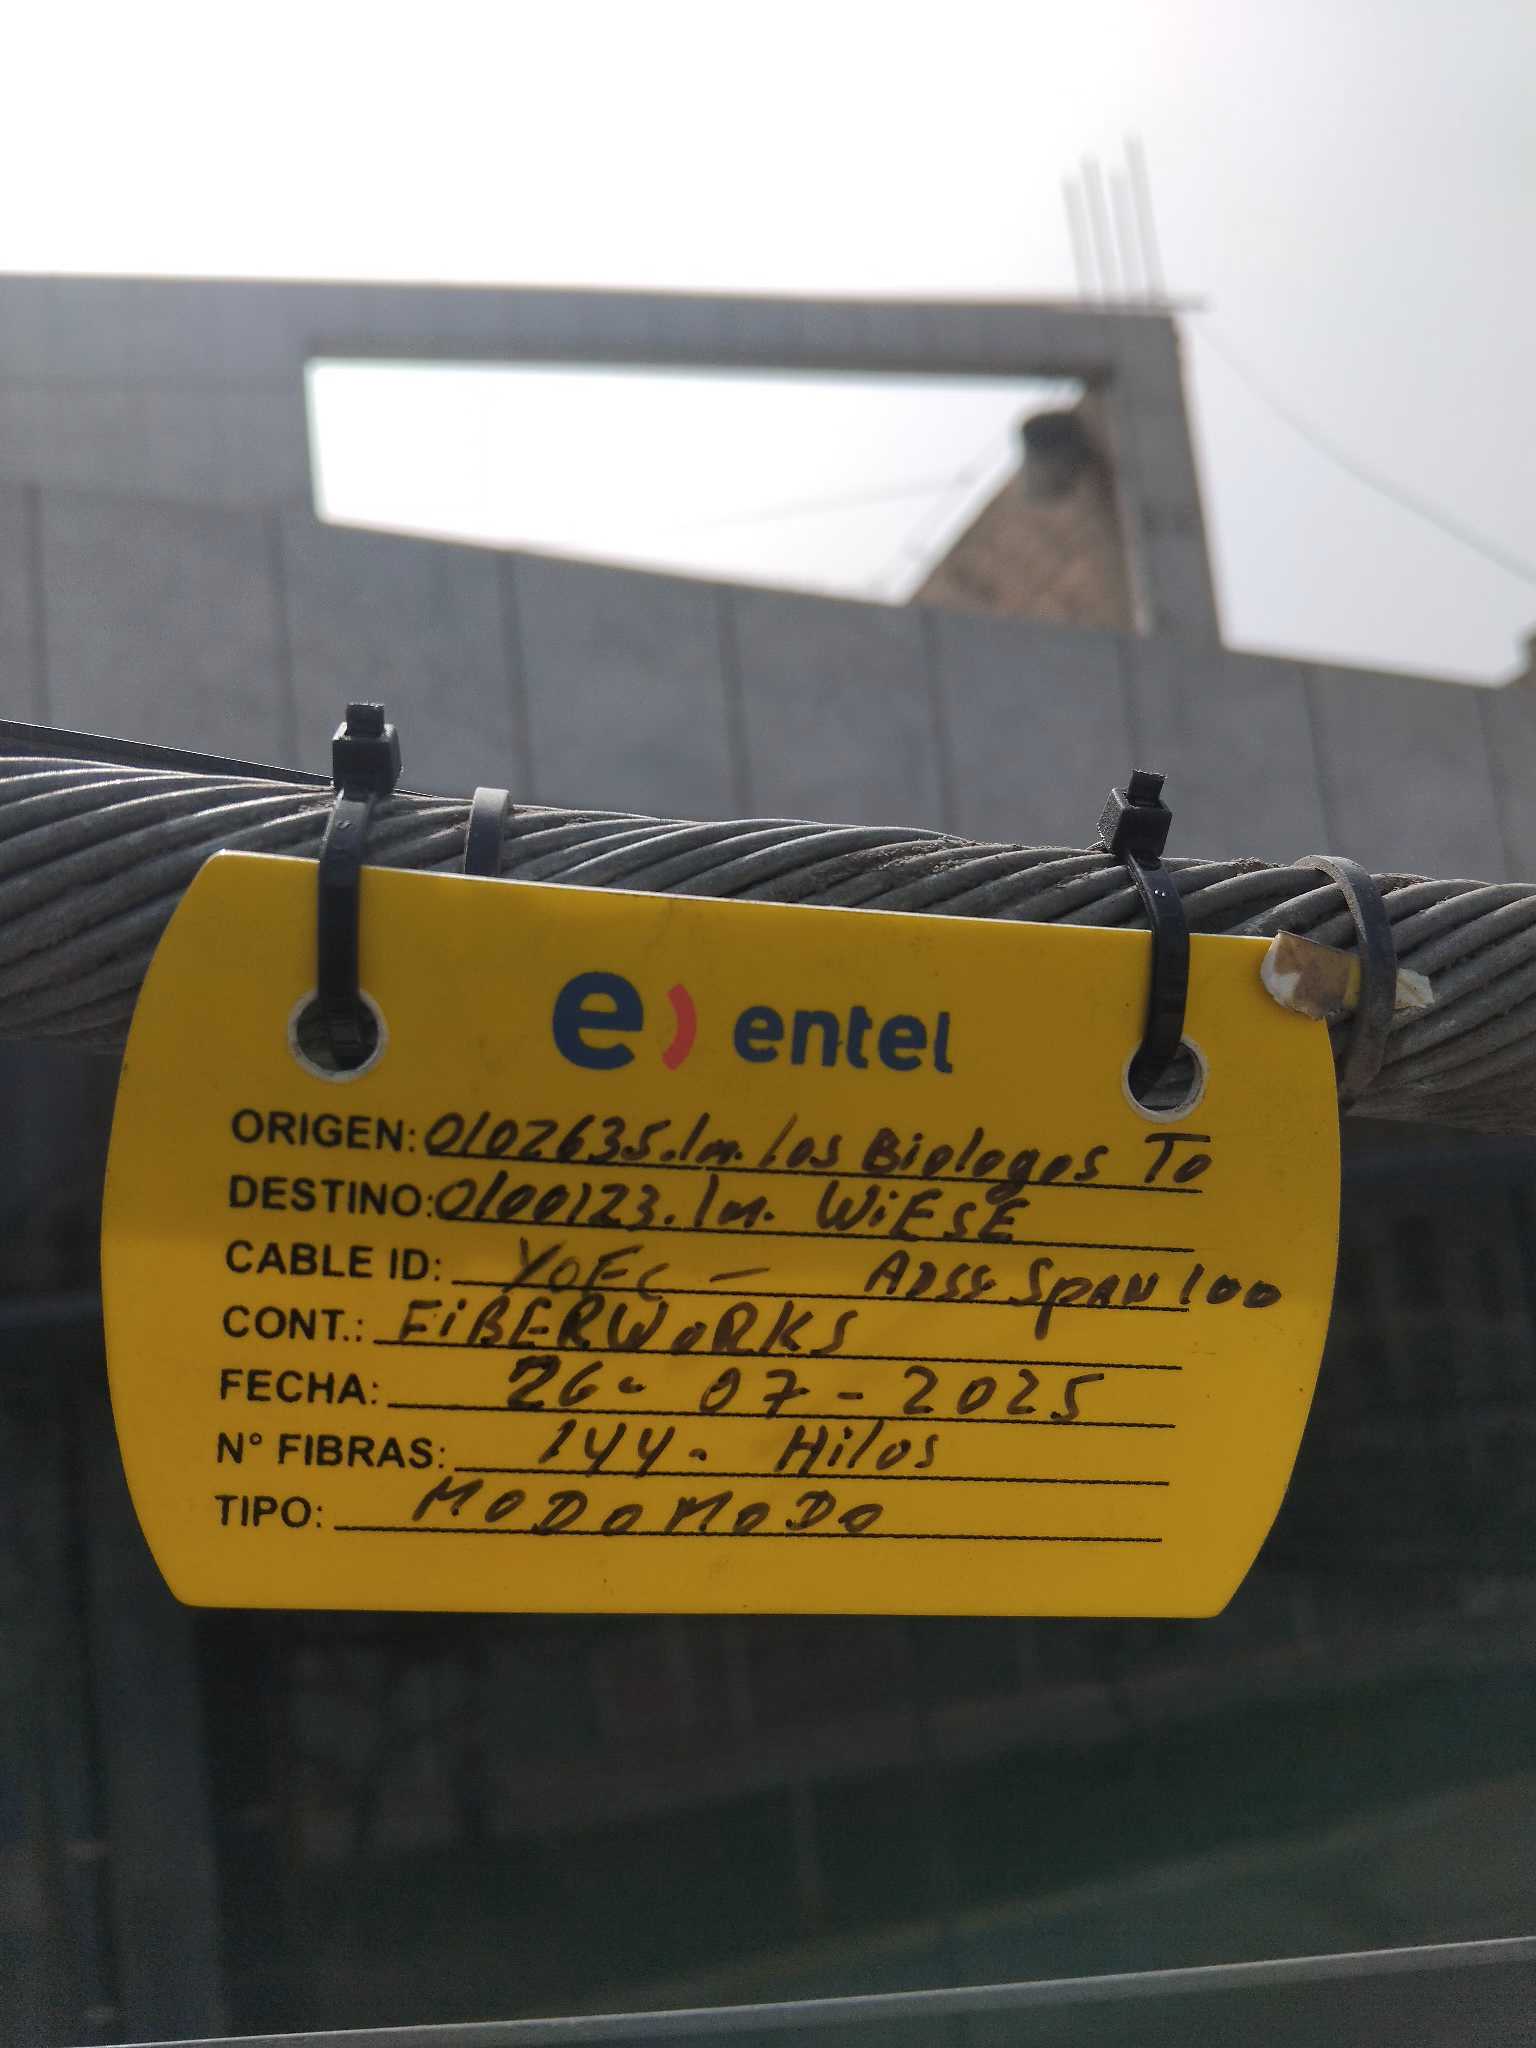 e) entel
ORIGEN: 0102635.lm.los Biologos To
DESTINO: 0100123.lm. WiESE
CABLE ID: YOFC - ADSS SPAN 100
CONT.: FiBERWoRKS
FECHA: 26- 07-2025
N° FIBRAS: 144. Hilos
TIPO: MODOMODO